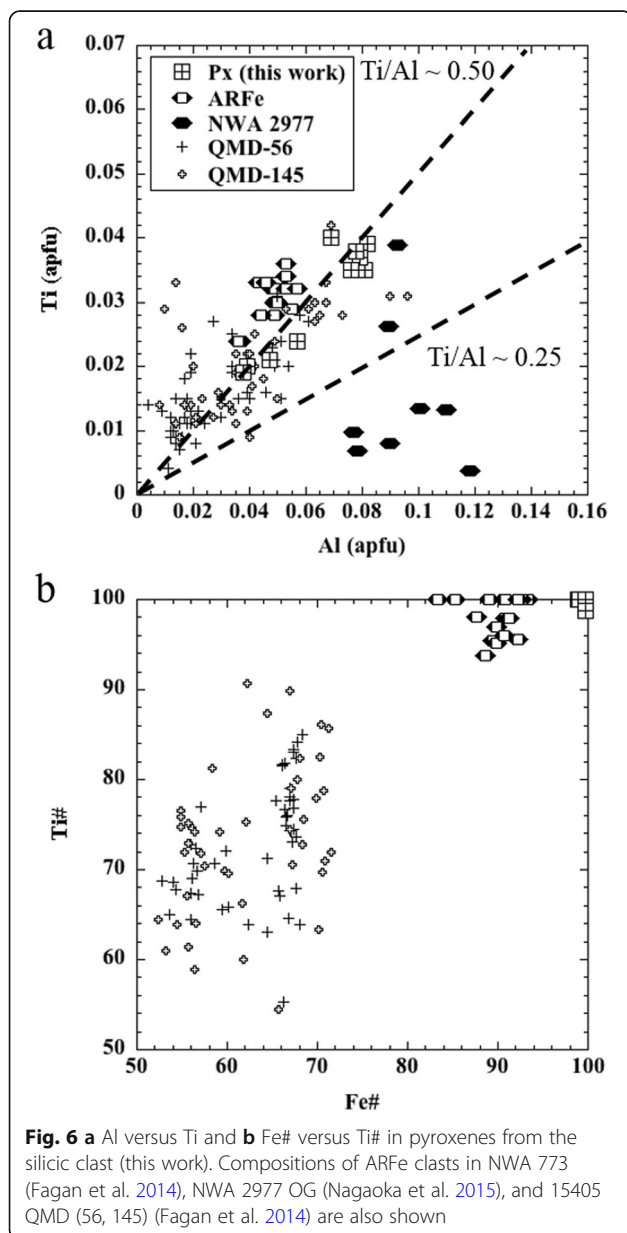 a
0.07
0.06
0.05
0.04
0.03
0.02
0.01
0
Ti (apfu)
Px (this work)
ARFe
NWA 2977
QMD-56
QMD-145
Ti/Al ~ 0.50
Ti/Al ~ 0.25
0 0.02 0.04 0.06 0.08 0.1 0.12 0.14 0.16
Al (apfu)
b
100
90
80
70
60
50
Ti#
50 60 70 80 90 100
Fe#
Fig. 6 a Al versus Ti and b Fe# versus Ti# in pyroxenes from the
silicic clast (this work). Compositions of ARFe clasts in NWA 773
(Fagan et al. 2014), NWA 2977 OG (Nagaoka et al. 2015), and 15405
QMD (56, 145) (Fagan et al. 2014) are also shown